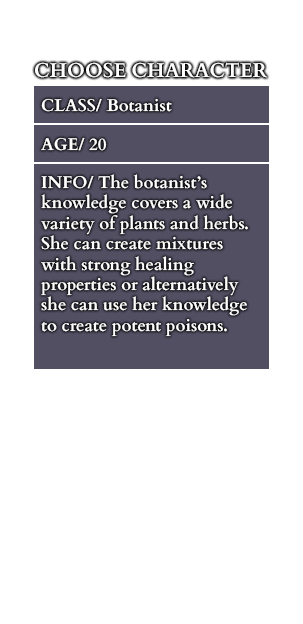 CHOOSE CHARACTER
CLASS/ Botanist
AGE/ 20
INFO/ The botanist’s
knowledge covers a wide
variety of plants and herbs.
She can create mixtures
with strong healing
properties or alternatively
she can use her knowledge
to create potent poisons.